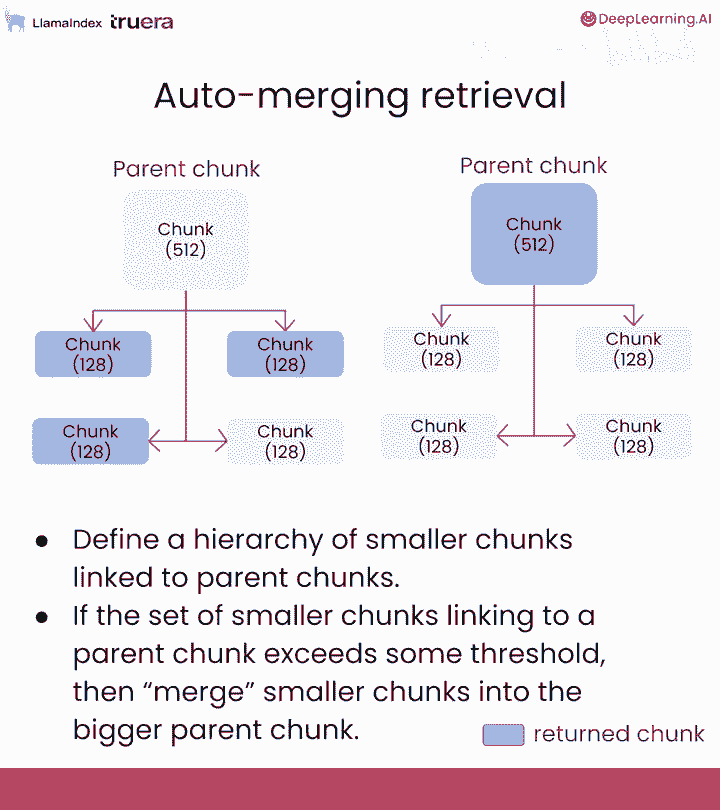 LlamaIndex truera DeepLearning.AI
Auto-merging retrieval
Parent chunk
Chunk
(512)
Chunk
(128)
Chunk
(128)
Chunk
(128)
Chunk
(128)
Parent chunk
Chunk
(512)
Chunk
(128)
Chunk
(128)
Chunk
(128)
Chunk
(128)
● Define a hierarchy of smaller chunks
linked to parent chunks.
● If the set of smaller chunks linking to a
parent chunk exceeds some threshold,
then “merge” smaller chunks into the
bigger parent chunk.
returned chunk